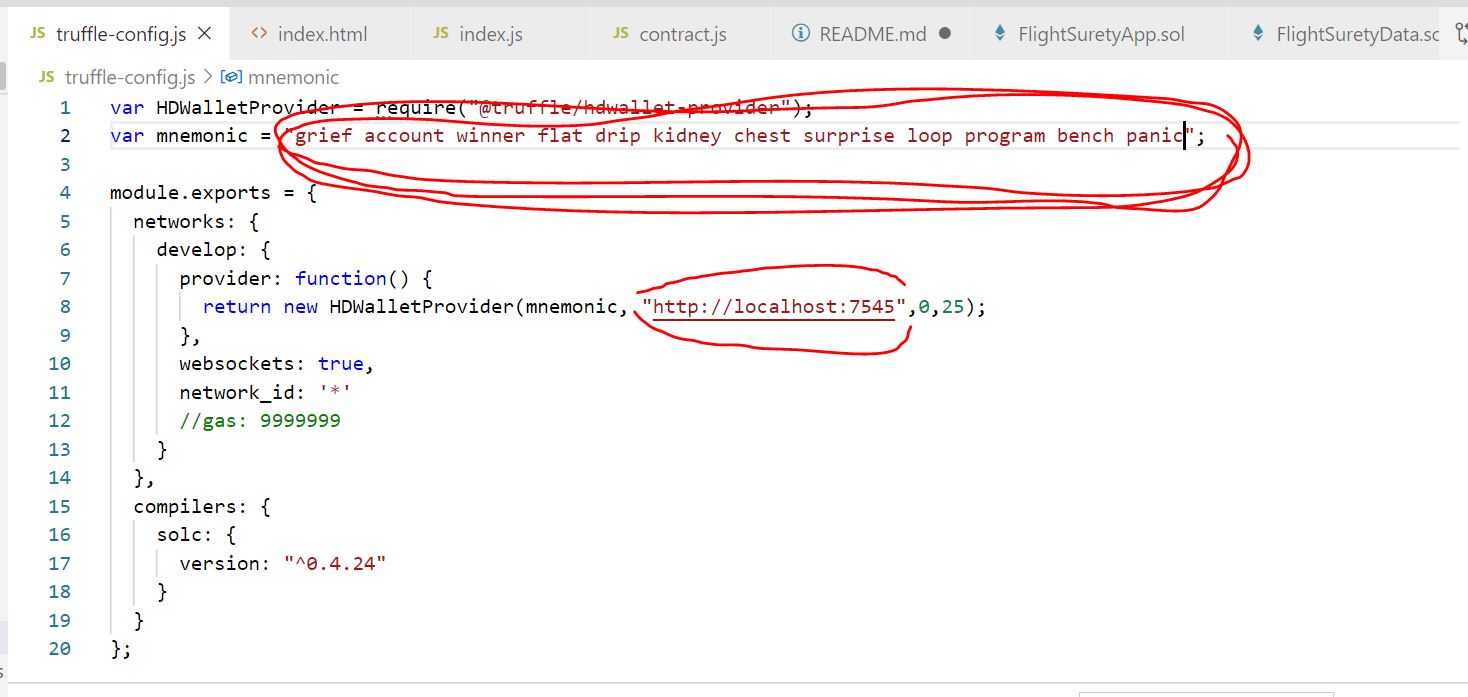 truffle-config.js index.html index.js contract.js README.md FlightSuretyApp.sol FlightSuretyData.so
truffle-config.js > mnemonic
1 var HDWalletProvider = require("@truffle/hdwallet-provider");
2 var mnemonic = "grief account winner flat drip kidney chest surprise loop program bench panic";
3
4 module.exports = {
5 networks: {
6 develop: {
7 provider: function() {
8 return new HDWalletProvider(mnemonic, "http://localhost:7545",0,25);
9 },
10 websockets: true,
11 network_id: '*'
12 //gas: 9999999
13 }
14 },
15 compilers: {
16 solc: {
17 version: "^0.4.24"
18 }
19 }
20 };